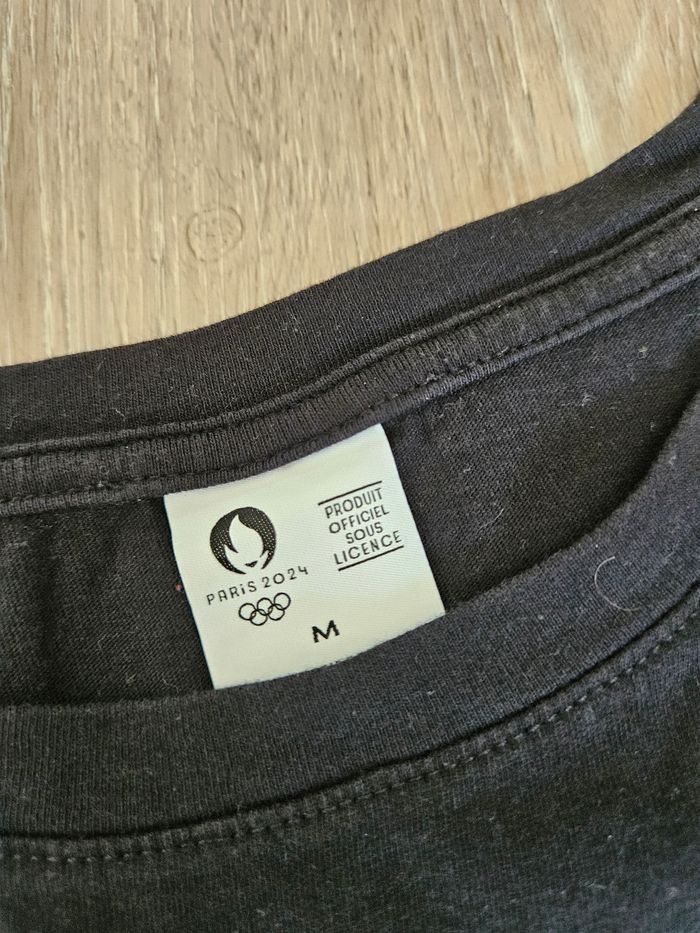 PARIS 2024
PRODUIT
OFFICIEL
SOUS
LICENCE
M